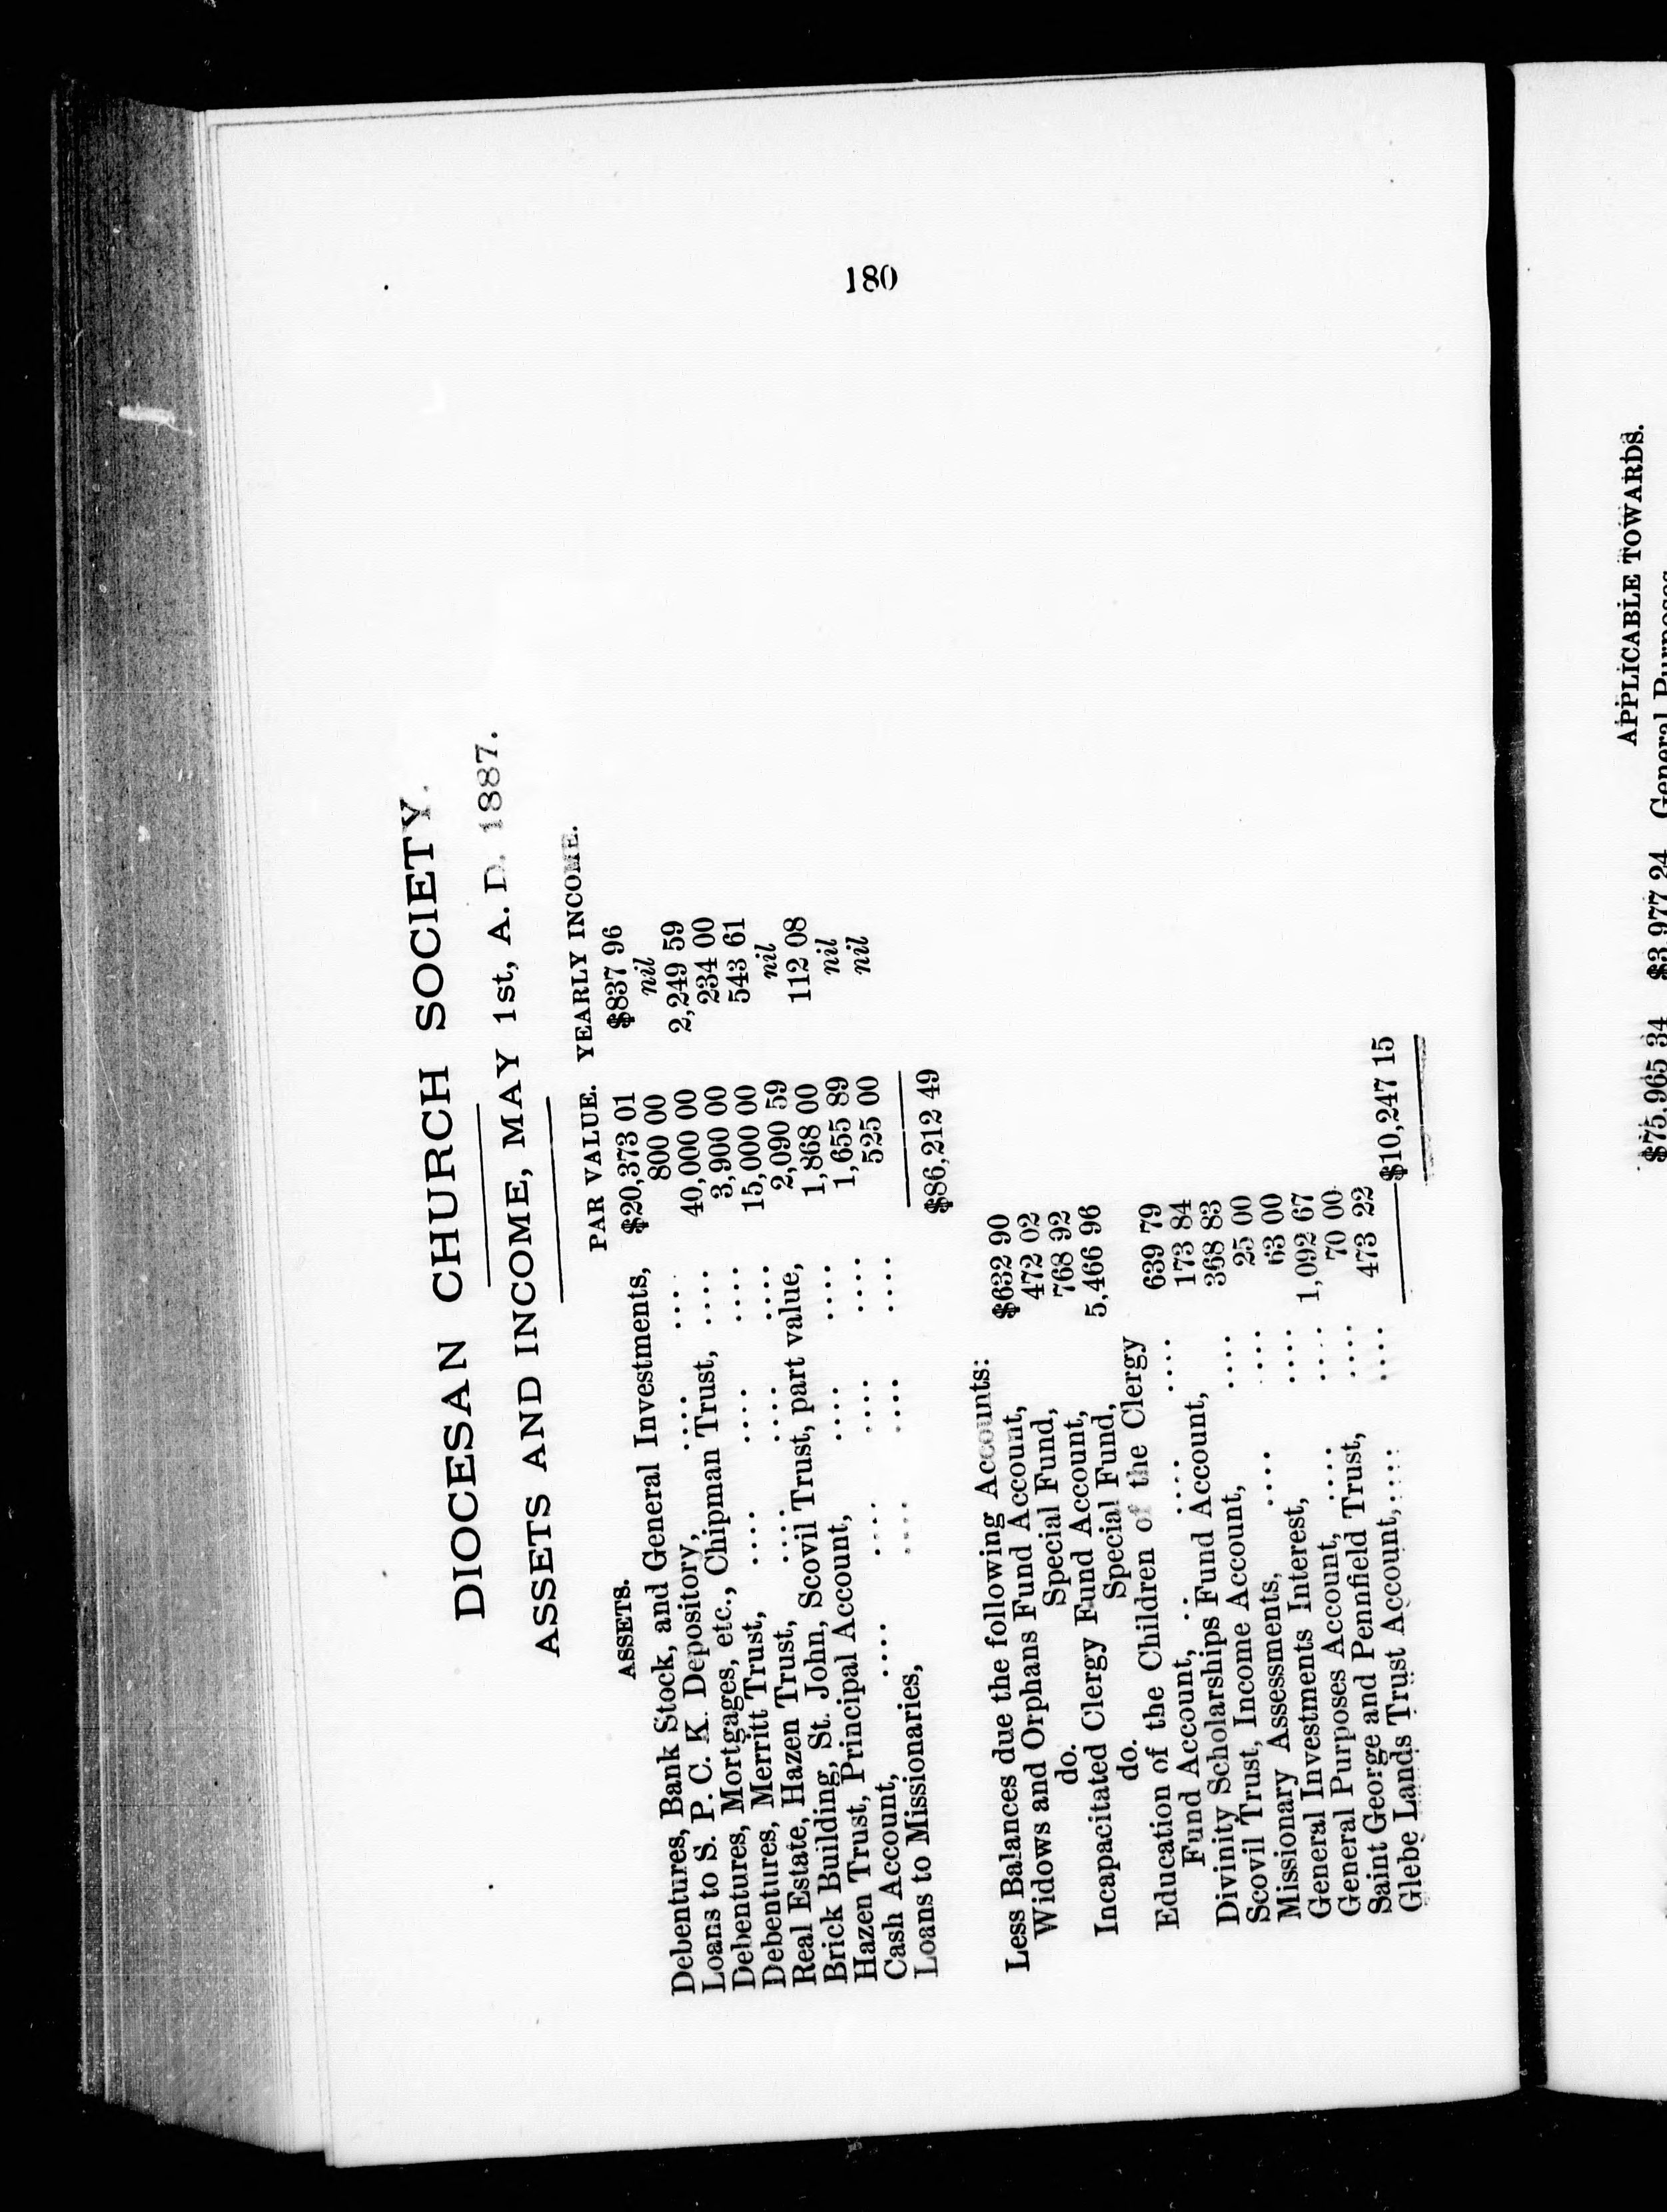 180
DIOCESAN CHURCH SOCIETY.
ASSETS AND INCOME, MAY 1st, A. D. 1887.
ASSETS. PAR VALUE. YEARLY INCOME.
Debentures, Bank Stock, and General Investments, $20,373 01 $837 96
Loans to S. P. C. K. Depository, .... .... 800 00 nil
Debentures, Mortgages, etc., Chipman Trust, .... 40,000 00 2,249 59
Debentures, Merritt Trust, .... .... .... 3,900 00 234 00
Real Estate, Hazen Trust, .... .... .... 15,000 00 543 61
Brick Building, St. John, Scovil Trust, part value, 2,090 59 nil
Hazen Trust, Principal Account, .... .... 1,868 00 112 08
Cash Account, .... .... .... .... 1,655 89 nil
Loans to Missionaries, .... .... .... 525 00 nil
$86,212 49
Less Balances due the following Accounts:
Widows and Orphans Fund Account, $632 90
do. Special Fund, 472 02
Incapacitated Clergy Fund Account, 768 92
do. Special Fund, 5,466 96
Education of the Children of the Clergy
Fund Account, .. .... .... 639 79
Divinity Scholarships Fund Account, 173 84
Scovil Trust, Income Account, .... 368 83
Missionary Assessments, .... .... 25 00
General Investments Interest, .... 63 00
General Purposes Account, .... .... 1,092 67
Saint George and Pennfield Trust, .... 70 00
Glebe Lands Trust Account, .... .... 473 22
$10,247 15
APPLICABLE TOWARDS.
$75,965 34 $3,977 24 General Purposes